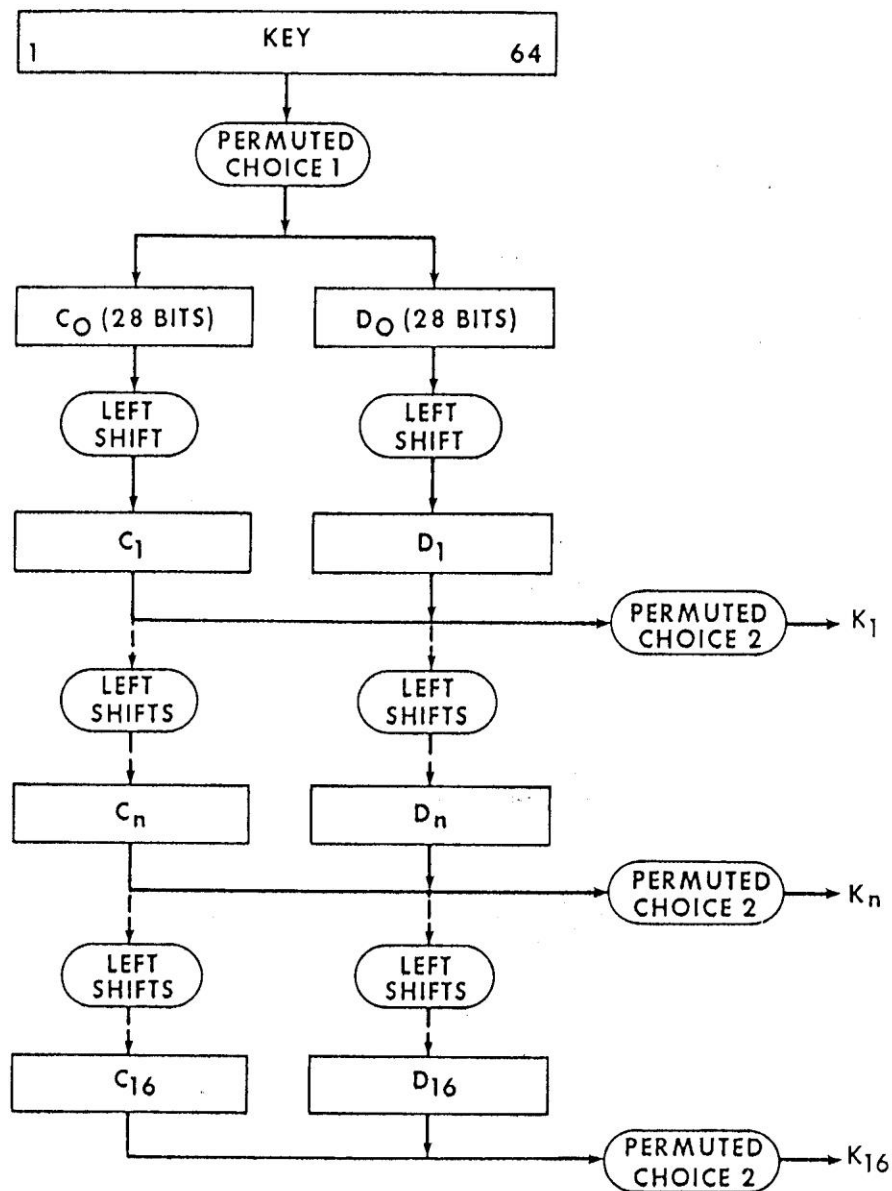 KEY
1 64
PERMUTED
CHOICE 1
C0 (28 BITS) D0 (28 BITS)
LEFT
SHIFT
LEFT
SHIFT
C1 D1
PERMUTED
CHOICE 2
K1
LEFT
SHIFTS
LEFT
SHIFTS
Cn Dn
PERMUTED
CHOICE 2
Kn
LEFT
SHIFTS
LEFT
SHIFTS
C16 D16
PERMUTED
CHOICE 2
K16